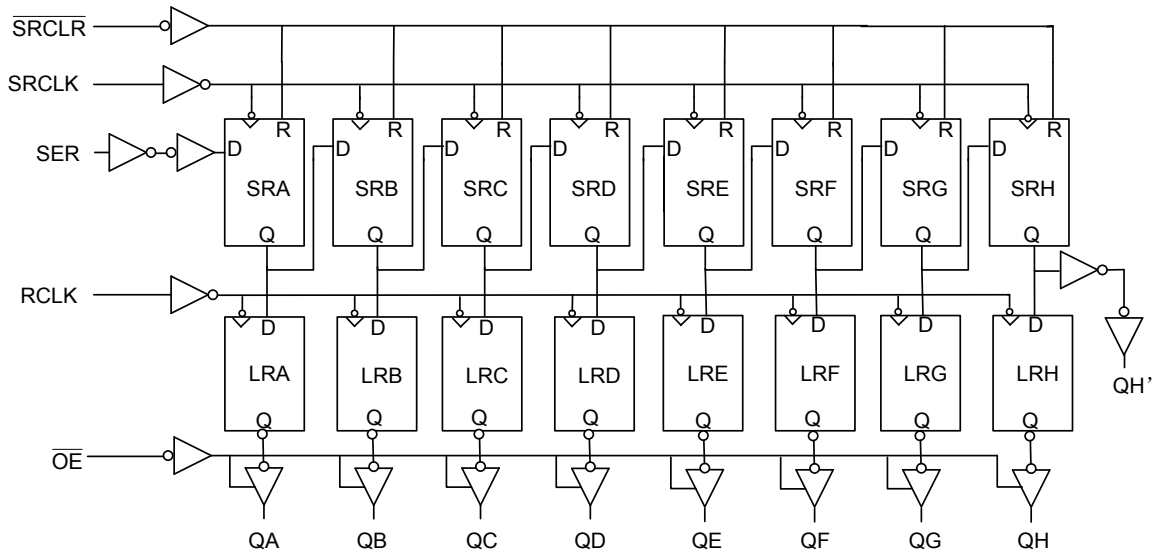 SRCLR
SRCLK
R R R R R R R R
SER
D D D D D D D D
SRA SRB SRC SRD SRE SRF SRG SRH
Q Q Q Q Q Q Q Q
RCLK
D D D D D D D D
LRA LRB LRC LRD LRE LRF LRG LRH
QH’
Q Q Q Q Q Q Q Q
OE
QA QB QC QD QE QF QG QH